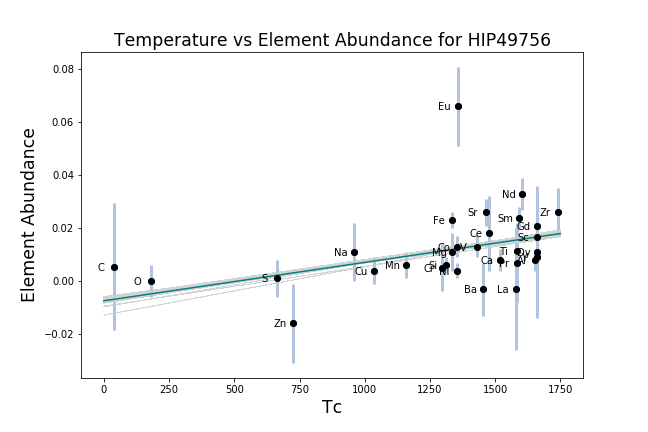 Temperature vs Element Abundance for HIP49756
0.08
0.06
0.04
0.02
0.00
−0.02
Element Abundance
Eu
Nd
Sr
Zr
Sm
Fe
Gd
Ce
Sc
Co
V
Na
Mg
Ti
Dy
Ca
Mn
Si
Cu
Cr
C
O
S
Ba
La
Zn
0
250
500
750
1000
1250
1500
1750
Tc